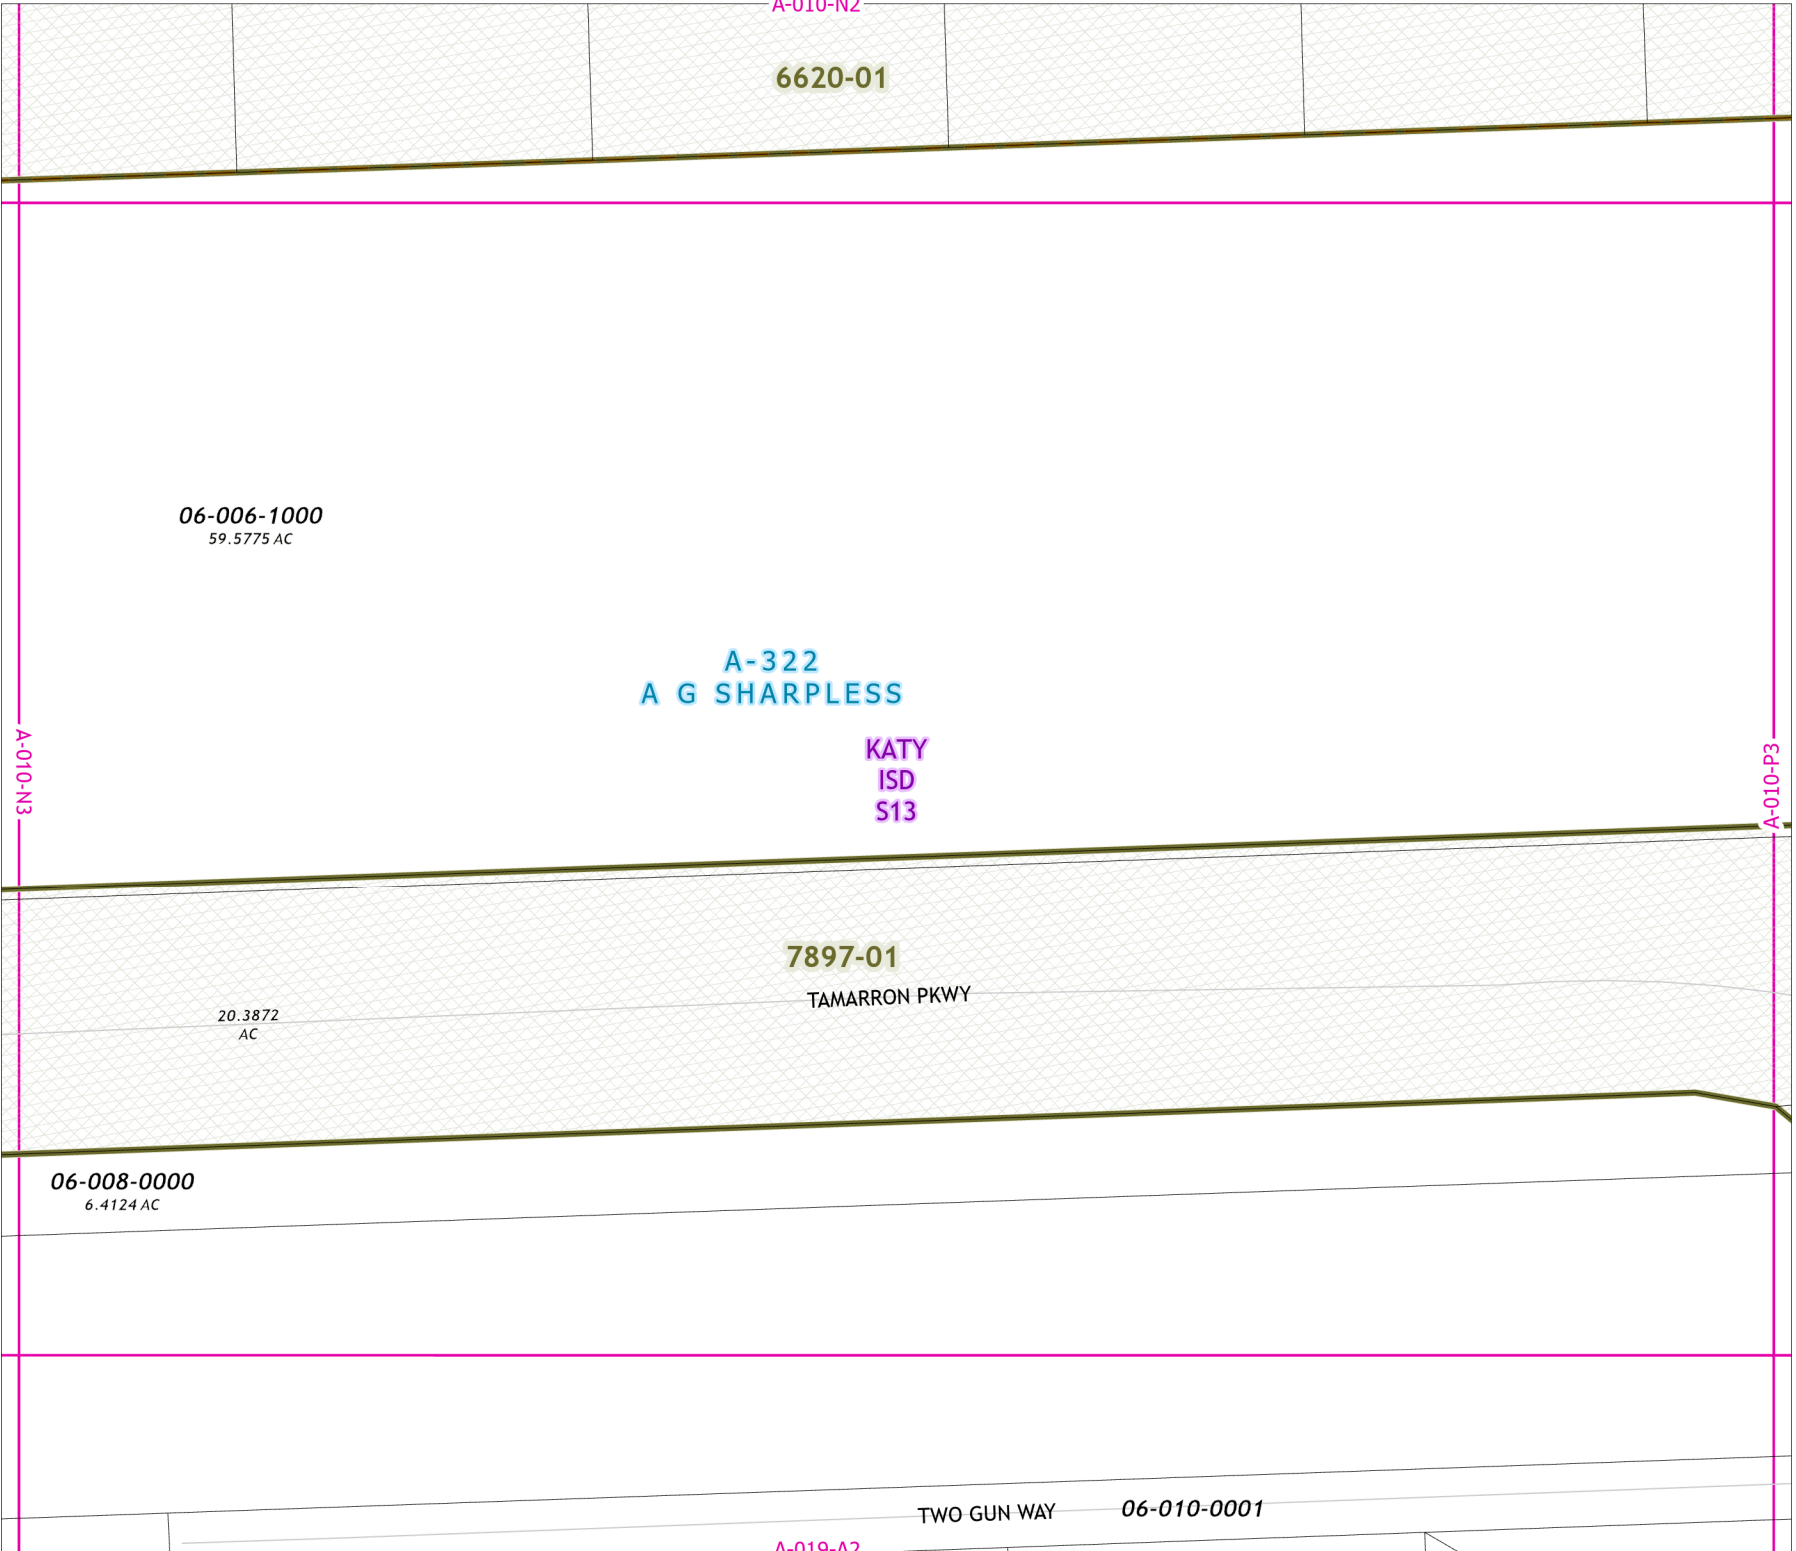 A-010-N2
6620-01
06-006-1000
59.5775 AC
A-322
A G SHARPLESS
KATY
ISD
S13
A-010-N3
A-010-P3
7897-01
TAMARRON PKWY
20.3872
AC
06-008-0000
6.4124 AC
TWO GUN WAY
06-010-0001
A-019-A2